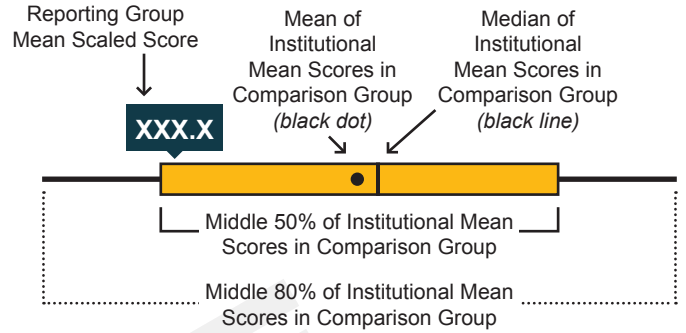 Reporting Group
Mean Scaled Score
XXX.X
Mean of
Institutional
Mean Scores in
Comparison Group
(black dot)
Median of
Institutional
Mean Scores in
Comparison Group
(black line)
Middle 50% of Institutional Mean
Scores in Comparison Group
Middle 80% of Institutional Mean
Scores in Comparison Group